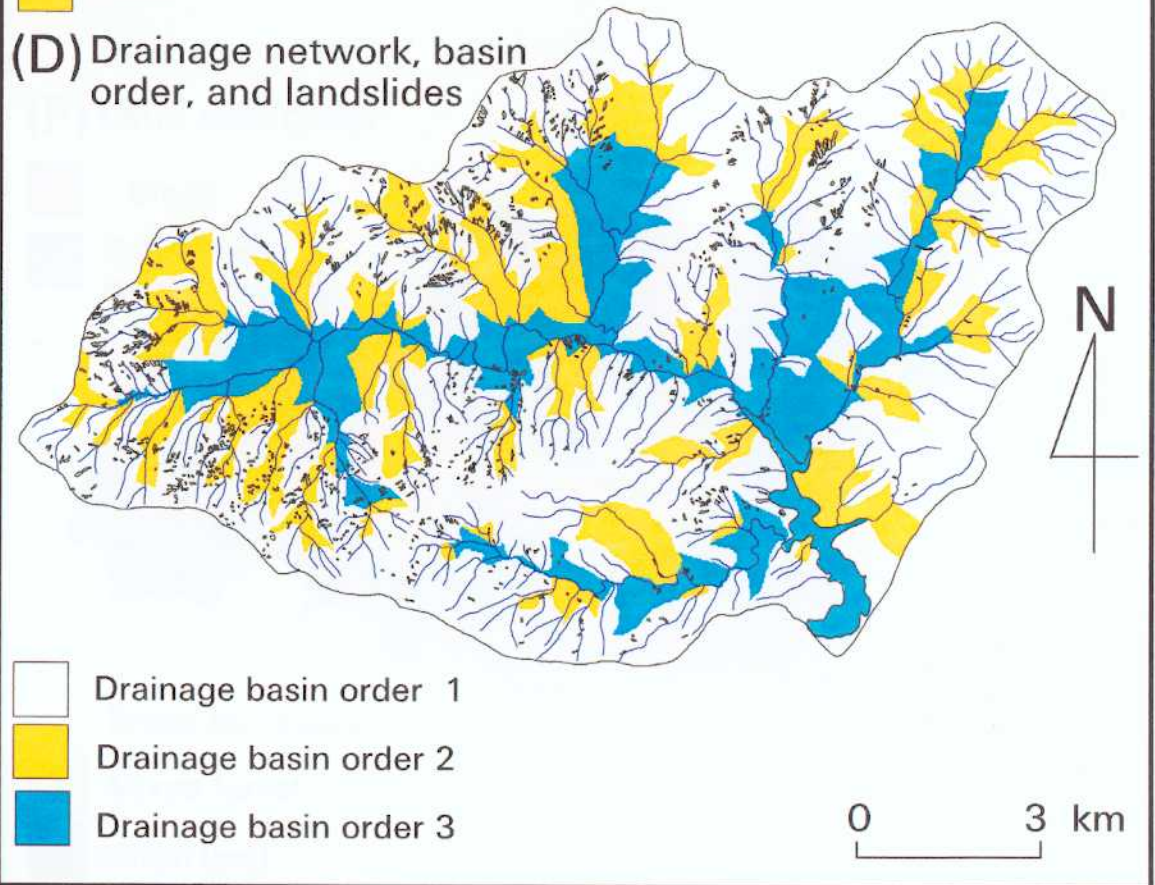 (D) Drainage network, basin
order, and landslides
N
Drainage basin order 1
Drainage basin order 2
Drainage basin order 3
0 3 km